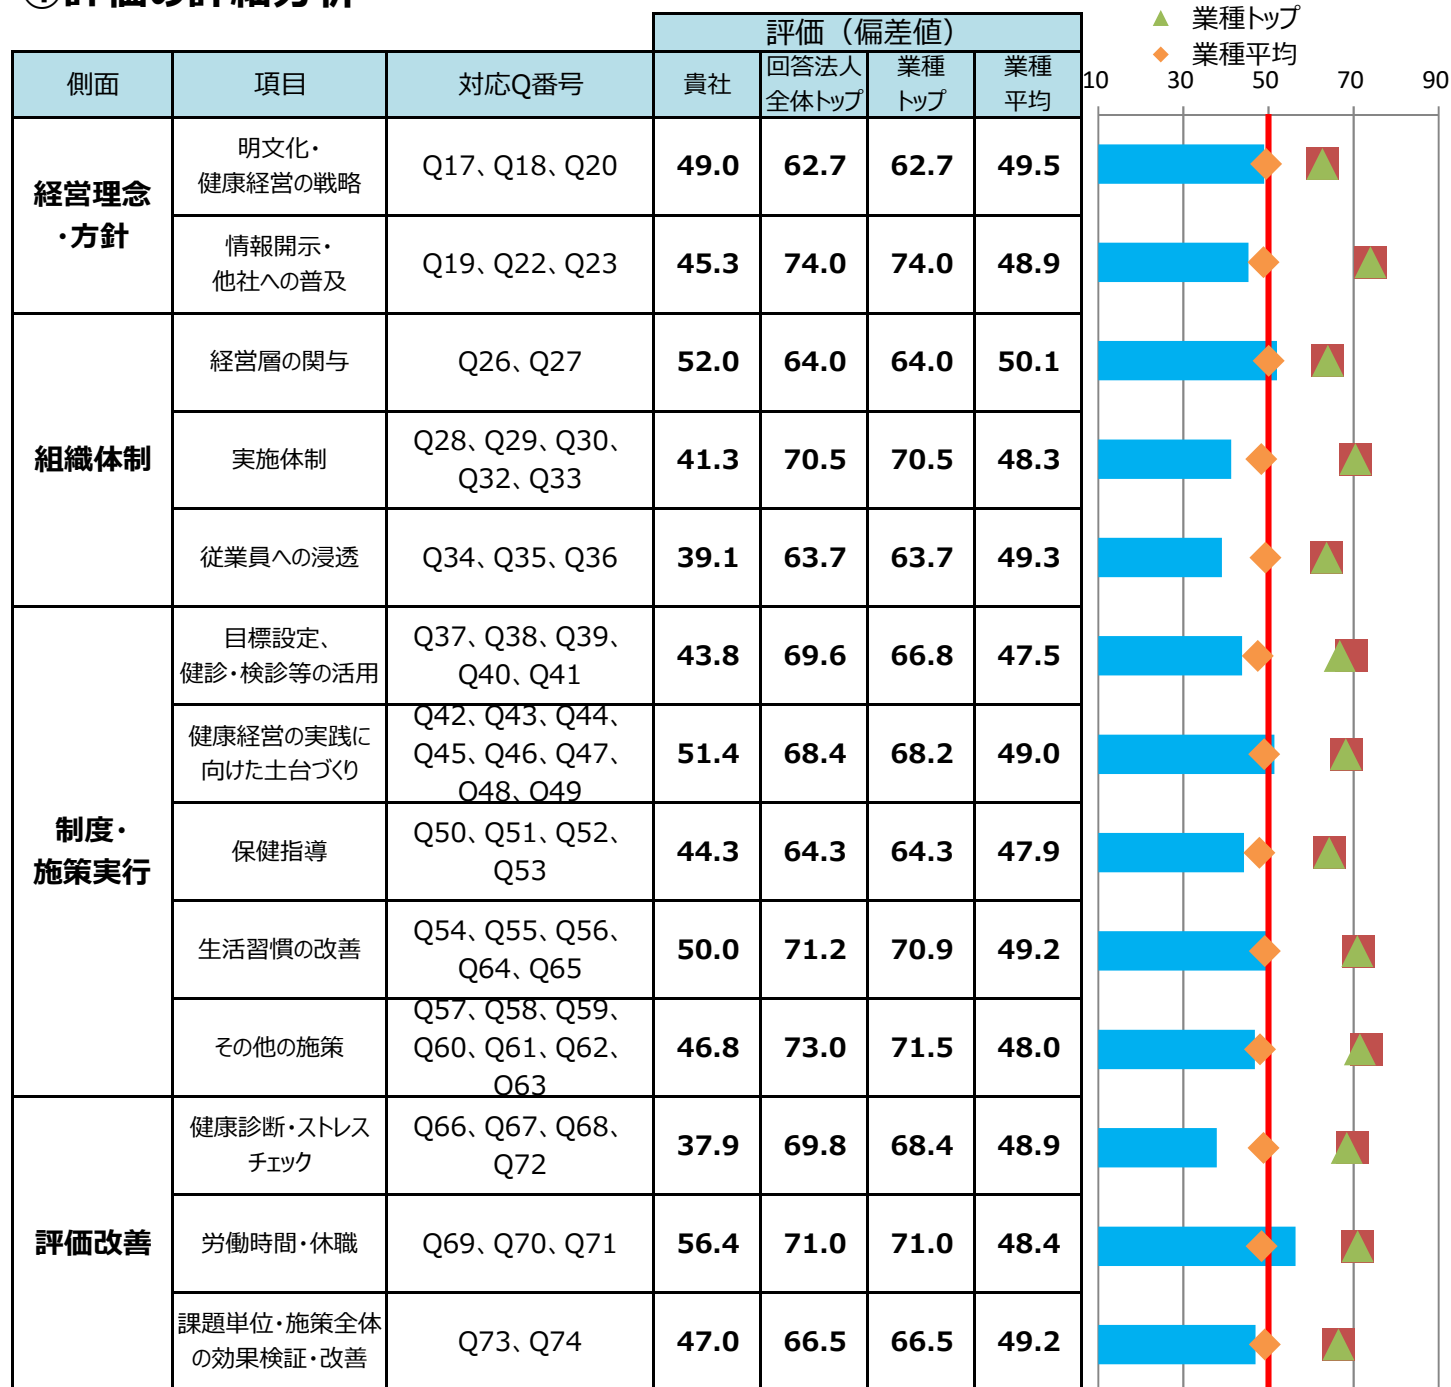 ①評価の詳細分析
業種トップ
業種平均
評価（偏差値）
側面 項目 対応Q番号 貴社 回答法人全体トップ 業種トップ 業種平均
10 30 50 70 90
経営理念・方針
明文化・健康経営の戦略 Q17、Q18、Q20 49.0 62.7 62.7 49.5
情報開示・他社への普及 Q19、Q22、Q23 45.3 74.0 74.0 48.9
組織体制
経営層の関与 Q26、Q27 52.0 64.0 64.0 50.1
実施体制 Q28、Q29、Q30、Q32、Q33 41.3 70.5 70.5 48.3
従業員への浸透 Q34、Q35、Q36 39.1 63.7 63.7 49.3
制度・施策実行
目標設定、健診・検診等の活用 Q37、Q38、Q39、Q40、Q41 43.8 69.6 66.8 47.5
健康経営の実践に向けた土台づくり Q42、Q43、Q44、Q45、Q46、Q47、Q48、Q49 51.4 68.4 68.2 49.0
保健指導 Q50、Q51、Q52、Q53 44.3 64.3 64.3 47.9
生活習慣の改善 Q54、Q55、Q56、Q64、Q65 50.0 71.2 70.9 49.2
その他の施策 Q57、Q58、Q59、Q60、Q61、Q62、Q63 46.8 73.0 71.5 48.0
評価改善
健康診断・ストレスチェック Q66、Q67、Q68、Q72 37.9 69.8 68.4 48.9
労働時間・休職 Q69、Q70、Q71 56.4 71.0 71.0 48.4
課題単位・施策全体の効果検証・改善 Q73、Q74 47.0 66.5 66.5 49.2